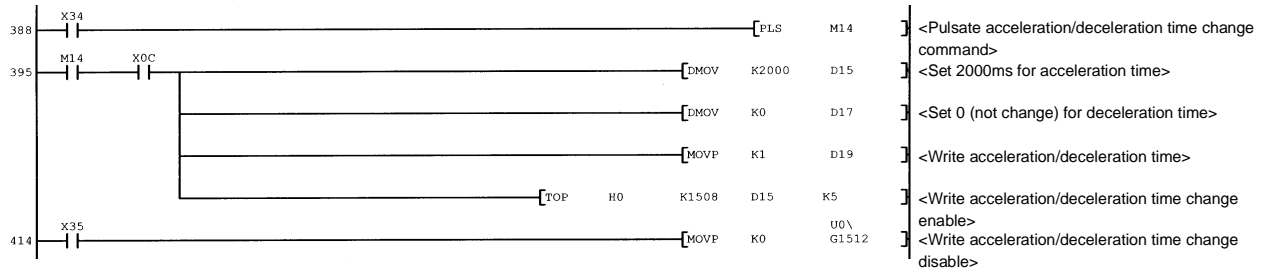 X34
388 PLS M14 <Pulsate acceleration/deceleration time change
command>
M14 X0C
395 DMOV K2000 D15 <Set 2000ms for acceleration time>
DMOV K0 D17 <Set 0 (not change) for deceleration time>
MOVP K1 D19 <Write acceleration/deceleration time>
TOP H0 K1508 D15 K5 <Write acceleration/deceleration time change
enable>
X35 U0\
414 MOVP K0 G1512 <Write acceleration/deceleration time change
disable>